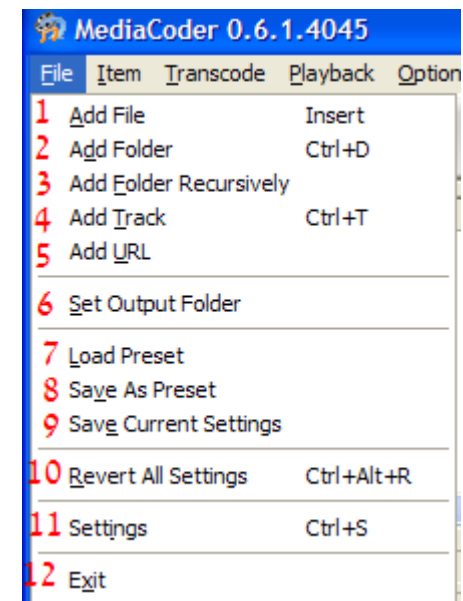 MediaCoder 0.6.1.4045
File Item Transcode Playback Option
1 Add File Insert
2 Add Folder Ctrl+D
3 Add Folder Recursively
4 Add Track Ctrl+T
5 Add URL
6 Set Output Folder
7 Load Preset
8 Save As Preset
9 Save Current Settings
10 Revert All Settings Ctrl+Alt+R
11 Settings Ctrl+S
12 Exit